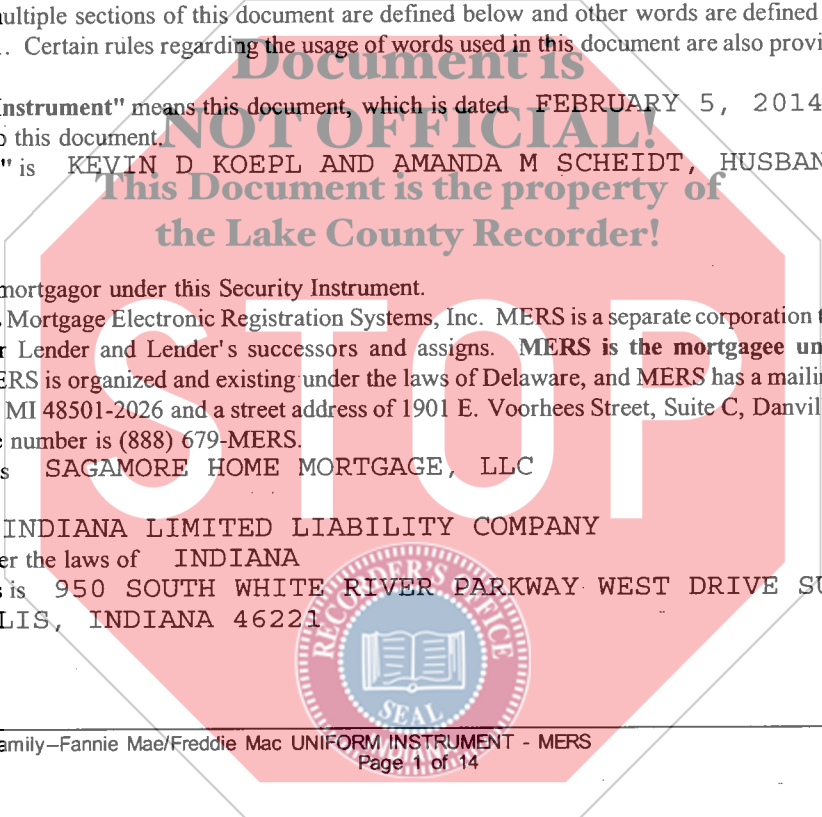 ultiple sections of this document are defined below and other words are defined
. Certain rules regarding the usage of words used in this document are also provi
Document is
Instrument" means this document, which is dated FEBRUARY 5, 2014
NOT OFFICIAL!
o this document.
" is KEVIN D KOEPL AND AMANDA M SCHEIDT, HUSBAN
This Document is the property of
the Lake County Recorder!
mortgagor under this Security Instrument.
Mortgage Electronic Registration Systems, Inc. MERS is a separate corporation t
r Lender and Lender's successors and assigns. MERS is the mortgagee un
ERS is organized and existing under the laws of Delaware, and MERS has a mailin
MI 48501-2026 and a street address of 1901 E. Voorhees Street, Suite C, Danvil
e number is (888) 679-MERS.
s SAGAMORE HOME MORTGAGE, LLC
STOP
INDIANA LIMITED LIABILITY COMPANY
er the laws of INDIANA
s is 950 SOUTH WHITE RIVER PARKWAY WEST DRIVE SU
LIS, INDIANA 46221
RECORDER'S OFFICE
SEAL
INDIANA
amily–Fannie Mae/Freddie Mac UNIFORM INSTRUMENT - MERS
Page 1 of 14